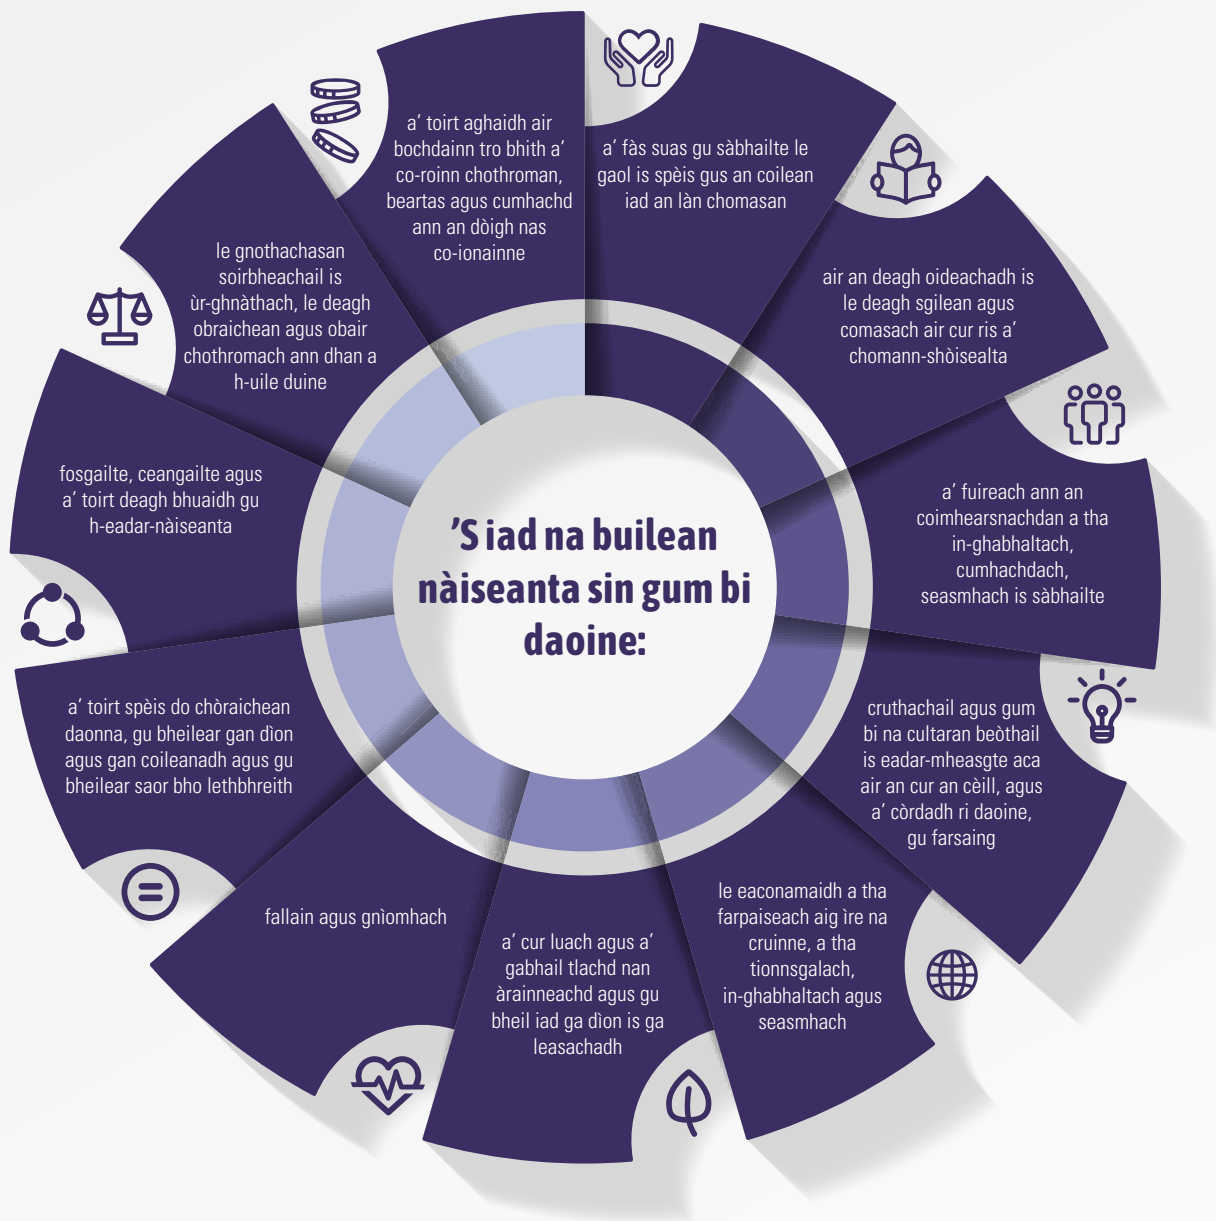 ’S iad na builean
nàiseanta sin gum bi
daoine:
a’ fàs suas gu sàbhailte le
gaol is spèis gus an coilean
iad an làn chomasan
air an deagh oideachadh is
le deagh sgilean agus
comasach air cur ris a’
chomann-shòisealta
a’ fuireach ann an
coimhearsnachdan a tha
in-ghabhaltach,
cumhachdach,
seasmhach is sàbhailte
cruthachail agus gum
bi na cultaran beòthail
is eadar-mheasgte aca
air an cur an cèill, agus
a’ còrdadh ri daoine,
gu farsaing
le eaconamaidh a tha
farpaiseach aig ìre na
cruinne, a tha
tionnsgalach,
in-ghabhaltach agus
seasmhach
a’ cur luach agus a’
gabhail tlachd nan
àrainneachd agus gu
bheil iad ga dìon is ga
leasachadh
fallain agus gnìomhach
a’ toirt spèis do chòraichean
daonna, gu bheilear gan dìon
agus gan coileanadh agus gu
bheilear saor bho lethbhreith
fosgailte, ceangailte agus
a’ toirt deagh bhuaidh gu
h-eadar-nàiseanta
le gnothachasan
soirbheachail is
ùr-ghnàthach, le deagh
obraichean agus obair
chothromach ann dhan a
h-uile duine
a’ toirt aghaidh air
bochdainn tro bhith a’
co-roinn chothroman,
beartas agus cumhachd
ann an dòigh nas
co-ionainne